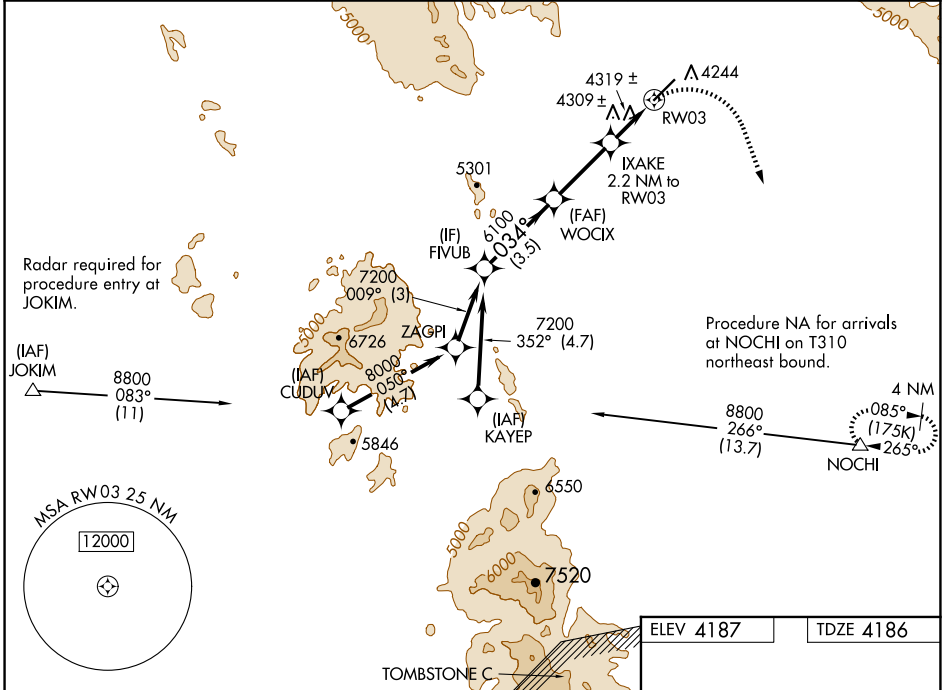 5000
5000
4319 ±
4309 ±
4244
RW03
IXAKE
2.2 NM to
RW03
5301
(FAF)
WOCIX
6100
034°
(3.5)
(IF)
FIVUB
Radar required for
procedure entry at
JOKIM.
7200
009° (3)
5000
6726
ZAGPI
7200
352° (4.7)
Procedure NA for arrivals
at NOCHI on T310
northeast bound.
(IAF)
JOKIM
8800
083°
(11)
(IAF)
CUDUV
8000
050°
(4.7)
(IAF)
KAYEP
8800
266°
(13.7)
4 NM
085°
(175K)
265°
NOCHI
5846
MSA RW03 25 NM
12000
6550
5000
6000
7520
TOMBSTONE C
ELEV 4187
TDZE 4186